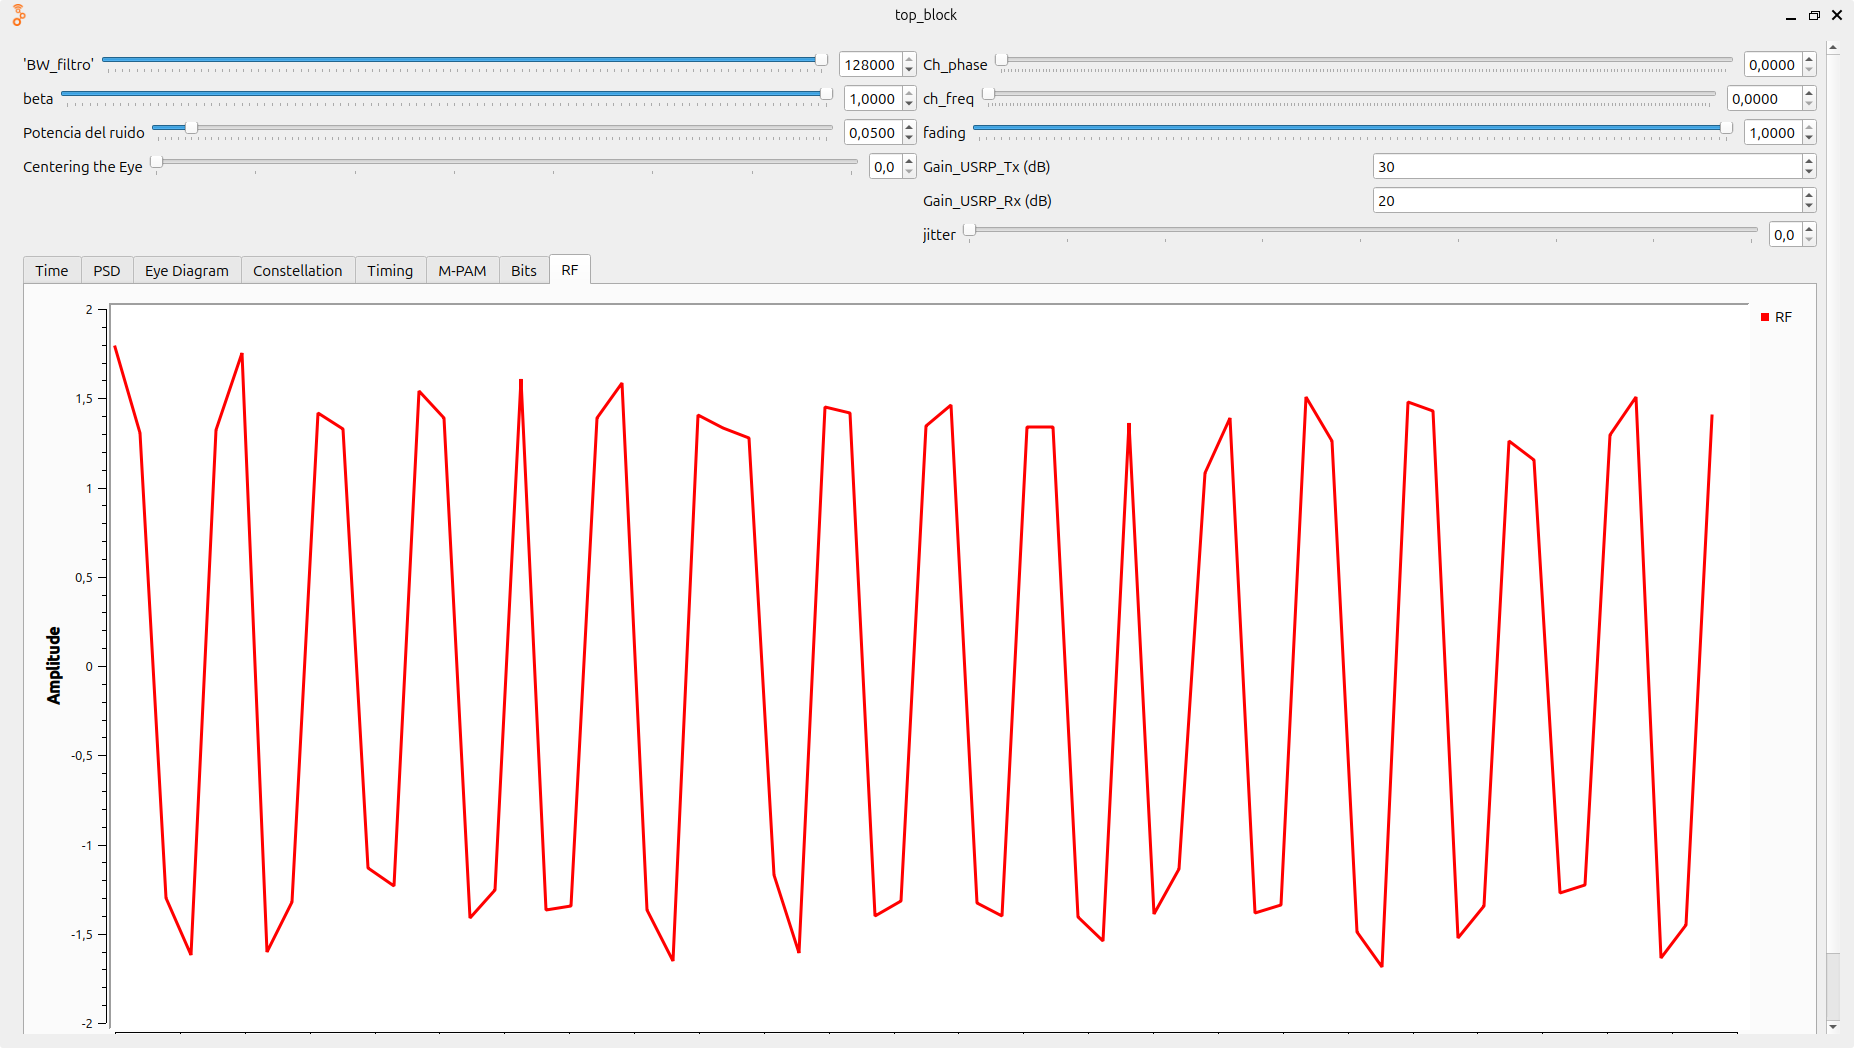 top_block
'BW_filtro' 128000 Ch_phase 0,0000
beta 1,0000 ch_freq 0,0000
Potencia del ruido 0,0500 fading 1,0000
Centering the Eye 0,0 Gain_USRP_Tx (dB) 30
Gain_USRP_Rx (dB) 20
jitter 0,0
Time PSD Eye Diagram Constellation Timing M-PAM Bits RF
2
RF
1,5
1
0,5
0
-0,5
-1
-1,5
-2
Amplitude